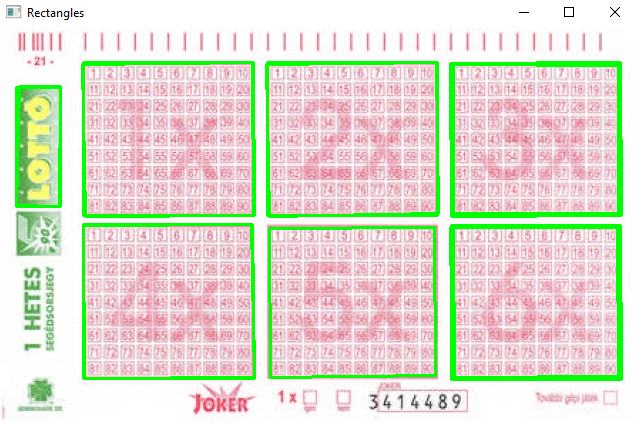 Rectangles
- 21 -
LOTTÓ
1 2 3 4 5 6 7 8 9 10
11 12 13 14 15 16 17 18 19 20
21 22 23 24 25 26 27 28 29 30
31 32 33 34 35 36 37 38 39 40
41 42 43 44 45 46 47 48 49 50
51 52 53 54 55 56 57 58 59 60
61 62 63 64 65 66 67 68 69 70
71 72 73 74 75 76 77 78 79 80
81 82 83 84 85 86 87 88 89 90
1 2 3 4 5 6 7 8 9 10
11 12 13 14 15 16 17 18 19 20
21 22 23 24 25 26 27 28 29 30
31 32 33 34 35 36 37 38 39 40
41 42 43 44 45 46 47 48 49 50
51 52 53 54 55 56 57 58 59 60
61 62 63 64 65 66 67 68 69 70
71 72 73 74 75 76 77 78 79 80
81 82 83 84 85 86 87 88 89 90
1 2 3 4 5 6 7 8 9 10
11 12 13 14 15 16 17 18 19 20
21 22 23 24 25 26 27 28 29 30
31 32 33 34 35 36 37 38 39 40
41 42 43 44 45 46 47 48 49 50
51 52 53 54 55 56 57 58 59 60
61 62 63 64 65 66 67 68 69 70
71 72 73 74 75 76 77 78 79 80
81 82 83 84 85 86 87 88 89 90
90
1 HETES
SEGÉDSORSJEGY
1 2 3 4 5 6 7 8 9 10
11 12 13 14 15 16 17 18 19 20
21 22 23 24 25 26 27 28 29 30
31 32 33 34 35 36 37 38 39 40
41 42 43 44 45 46 47 48 49 50
51 52 53 54 55 56 57 58 59 60
61 62 63 64 65 66 67 68 69 70
71 72 73 74 75 76 77 78 79 80
81 82 83 84 85 86 87 88 89 90
1 2 3 4 5 6 7 8 9 10
11 12 13 14 15 16 17 18 19 20
21 22 23 24 25 26 27 28 29 30
31 32 33 34 35 36 37 38 39 40
41 42 43 44 45 46 47 48 49 50
51 52 53 54 55 56 57 58 59 60
61 62 63 64 65 66 67 68 69 70
71 72 73 74 75 76 77 78 79 80
81 82 83 84 85 86 87 88 89 90
1 2 3 4 5 6 7 8 9 10
11 12 13 14 15 16 17 18 19 20
21 22 23 24 25 26 27 28 29 30
31 32 33 34 35 36 37 38 39 40
41 42 43 44 45 46 47 48 49 50
51 52 53 54 55 56 57 58 59 60
61 62 63 64 65 66 67 68 69 70
71 72 73 74 75 76 77 78 79 80
81 82 83 84 85 86 87 88 89 90
JOKER
1 x
igen
nem
JOKER
3414489
További gépi játék